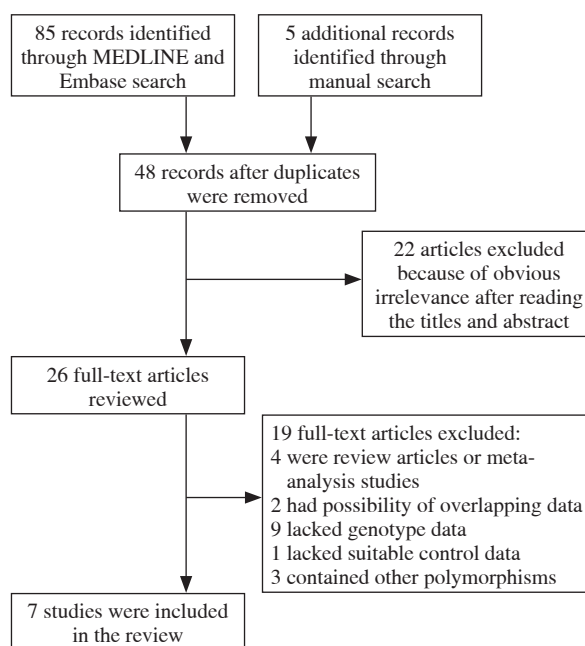 85 records identified
through MEDLINE and
Embase search
5 additional records
identified through
manual search
48 records after duplicates
were removed
22 articles excluded
because of obvious
irrelevance after reading
the titles and abstract
26 full-text articles
reviewed
19 full-text articles excluded:
4 were review articles or meta-
analysis studies
2 had possibility of overlapping data
9 lacked genotype data
1 lacked suitable control data
3 contained other polymorphisms
7 studies were included
in the review